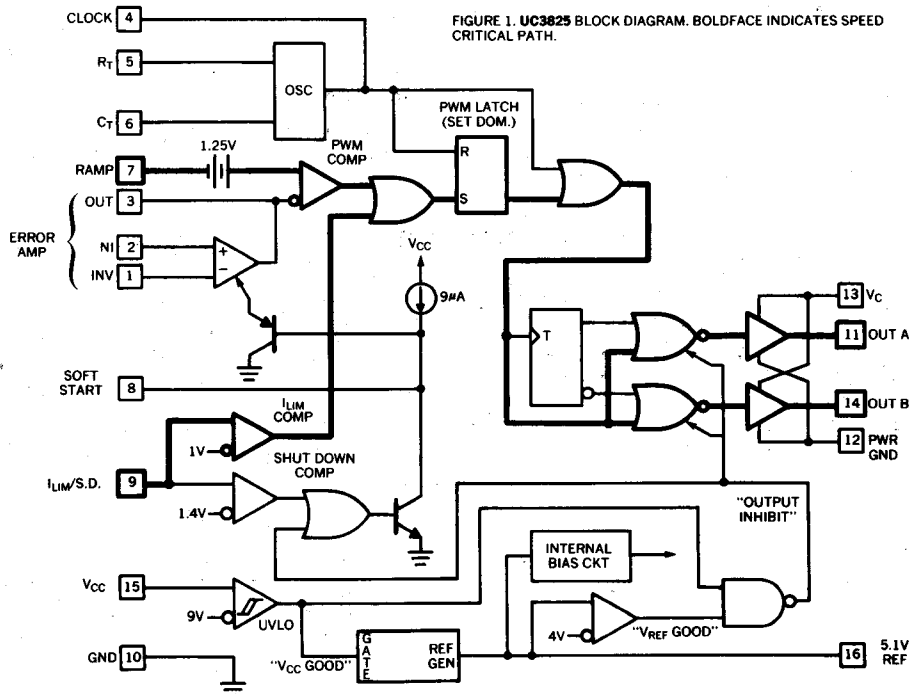 CLOCK 4
FIGURE 1. UC3825 BLOCK DIAGRAM. BOLDFACE INDICATES SPEED
CRITICAL PATH.
RT 5
OSC
CT 6
PWM LATCH
(SET DOM.)
1.25V
PWM
COMP
R
S
RAMP 7
OUT 3
ERROR
AMP
NI 2
INV 1
+
−
VCC
9µA
13 VC
T
11 OUT A
SOFT
START
8
14 OUT B
ILIM
COMP
12 PWR
GND
1V
SHUT DOWN
COMP
ILIM/S.D. 9
1.4V
"OUTPUT
INHIBIT"
INTERNAL
BIAS CKT
VCC 15
9V
UVLO
4V
"VREF GOOD"
GND 10
"VCC GOOD"
GATE
REF
GEN
16
5.1V
REF